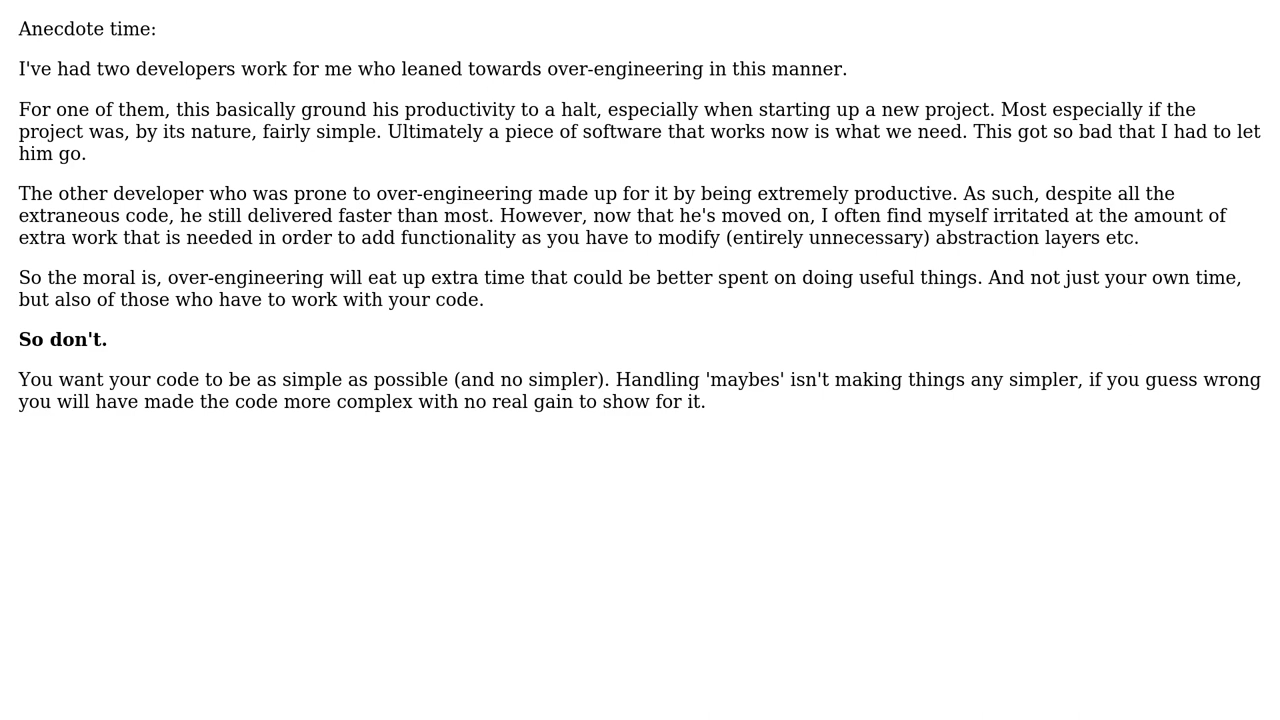 Anecdote time:
I've had two developers work for me who leaned towards over-engineering in this manner.
For one of them, this basically ground his productivity to a halt, especially when starting up a new project. Most especially if the
project was, by its nature, fairly simple. Ultimately a piece of software that works now is what we need. This got so bad that I had to let
him go.
The other developer who was prone to over-engineering made up for it by being extremely productive. As such, despite all the
extraneous code, he still delivered faster than most. However, now that he's moved on, I often find myself irritated at the amount of
extra work that is needed in order to add functionality as you have to modify (entirely unnecessary) abstraction layers etc.
So the moral is, over-engineering will eat up extra time that could be better spent on doing useful things. And not just your own time,
but also of those who have to work with your code.
So don't.
You want your code to be as simple as possible (and no simpler). Handling 'maybes' isn't making things any simpler, if you guess wrong
you will have made the code more complex with no real gain to show for it.